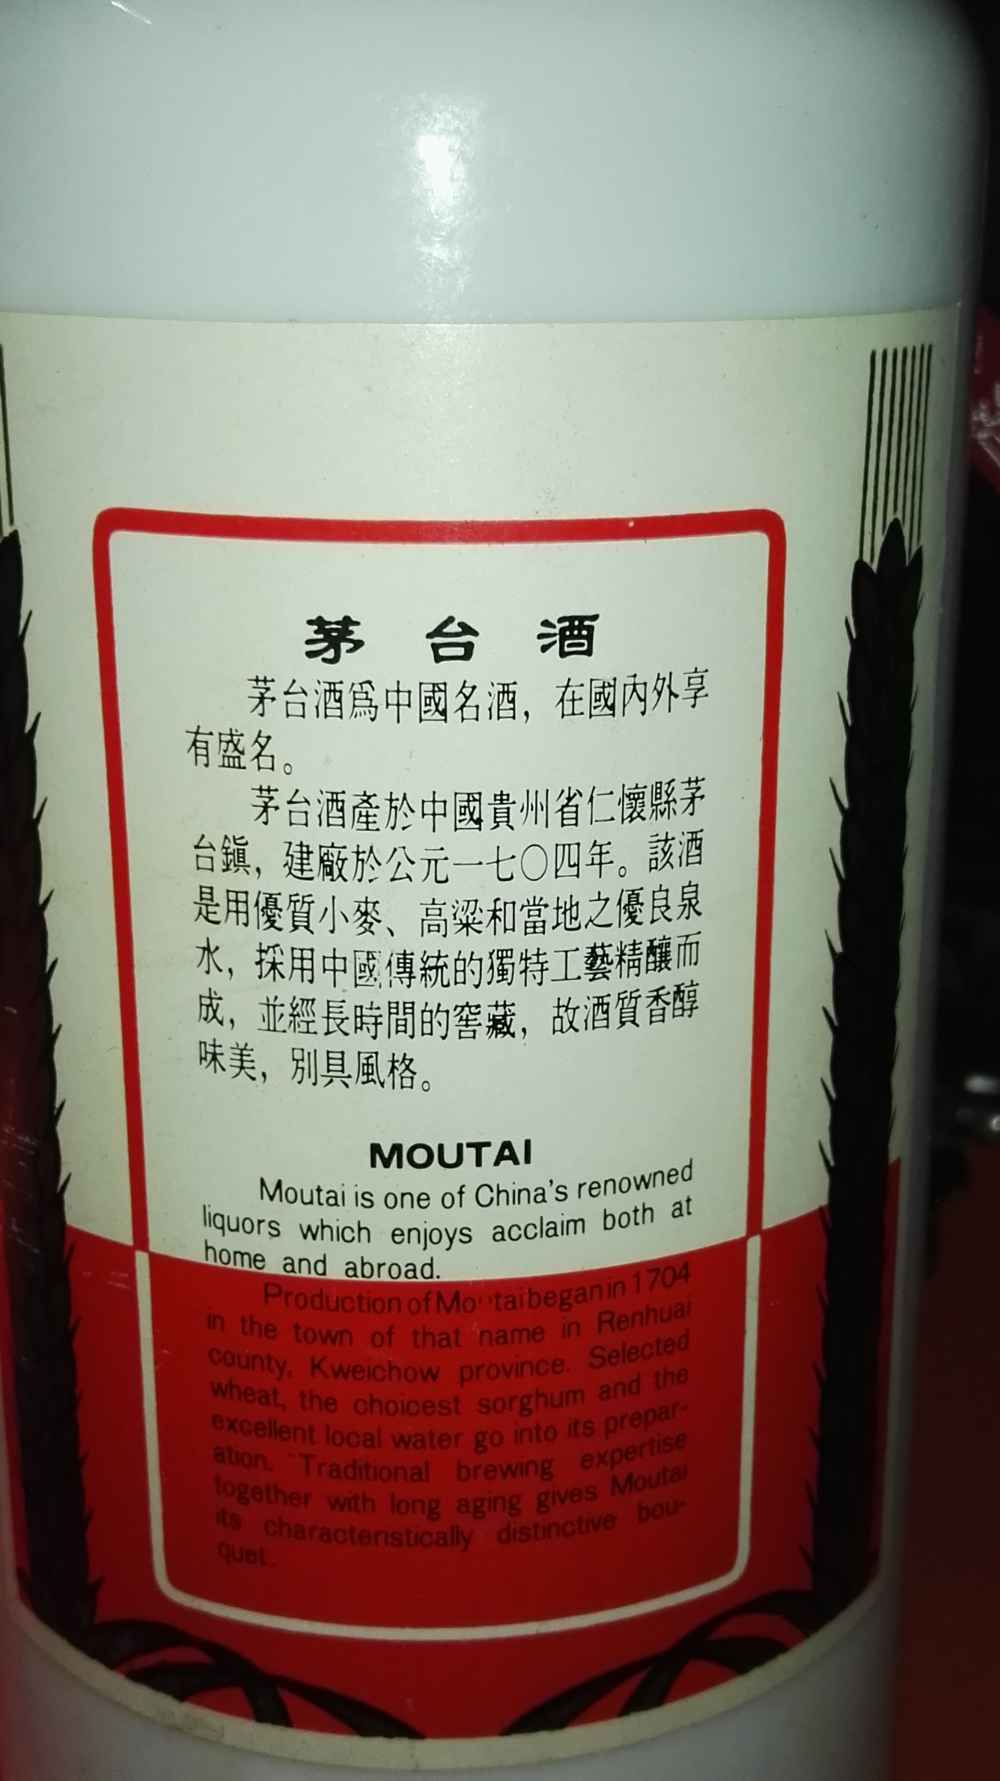 茅台酒
茅台酒爲中國名酒，在國內外享
有盛名。
茅台酒產於中國貴州省仁懷縣茅
台鎮，建廠於公元一七〇四年。該酒
是用優質小麥、高粱和當地之優良泉
水，採用中國傳統的獨特工藝精釀而
成，並經長時間的窖藏，故酒質香醇
味美，別具風格。
MOUTAI
Moutai is one of China's renowned
liquors which enjoys acclaim both at
home and abroad.
Production of Moutai began in 1704
in the town of that name in Renhuai
county, Kweichow province. Selected
wheat, the choicest sorghum and the
excellent local water go into its prepar-
ation. Traditional brewing expertise
together with long aging gives Moutai
its characteristically distinctive bou-
quet.